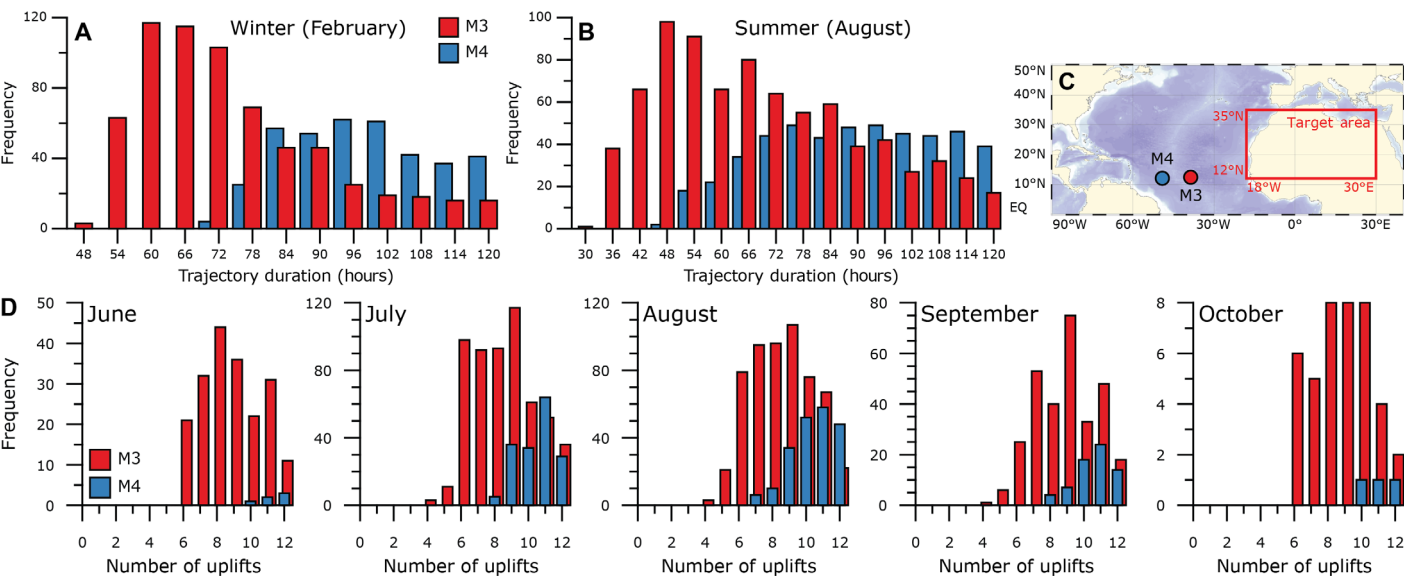 A
Winter (February)
M3
M4
Frequency
120
80
40
0
48 54 60 66 72 78 84 90 96 102 108 114 120
Trajectory duration (hours)
B
Summer (August)
Frequency
100
80
60
40
20
0
30 36 42 48 54 60 66 72 78 84 90 96 102 108 114 120
Trajectory duration (hours)
C
50°N
40°N
30°N
20°N
10°N
EQ
35°N
Target area
12°N
18°W 30°E
M4
M3
90°W 60°W 30°W 0° 30°E
D
June
Frequency
50
40
30
20
10
0
M3
M4
0 2 4 6 8 10 12
Number of uplifts
July
120
80
40
0
0 2 4 6 8 10 12
Number of uplifts
August
120
80
40
0
0 2 4 6 8 10 12
Number of uplifts
September
80
60
40
20
0
0 2 4 6 8 10 12
Number of uplifts
October
8
6
4
2
0
0 2 4 6 8 10 12
Number of uplifts